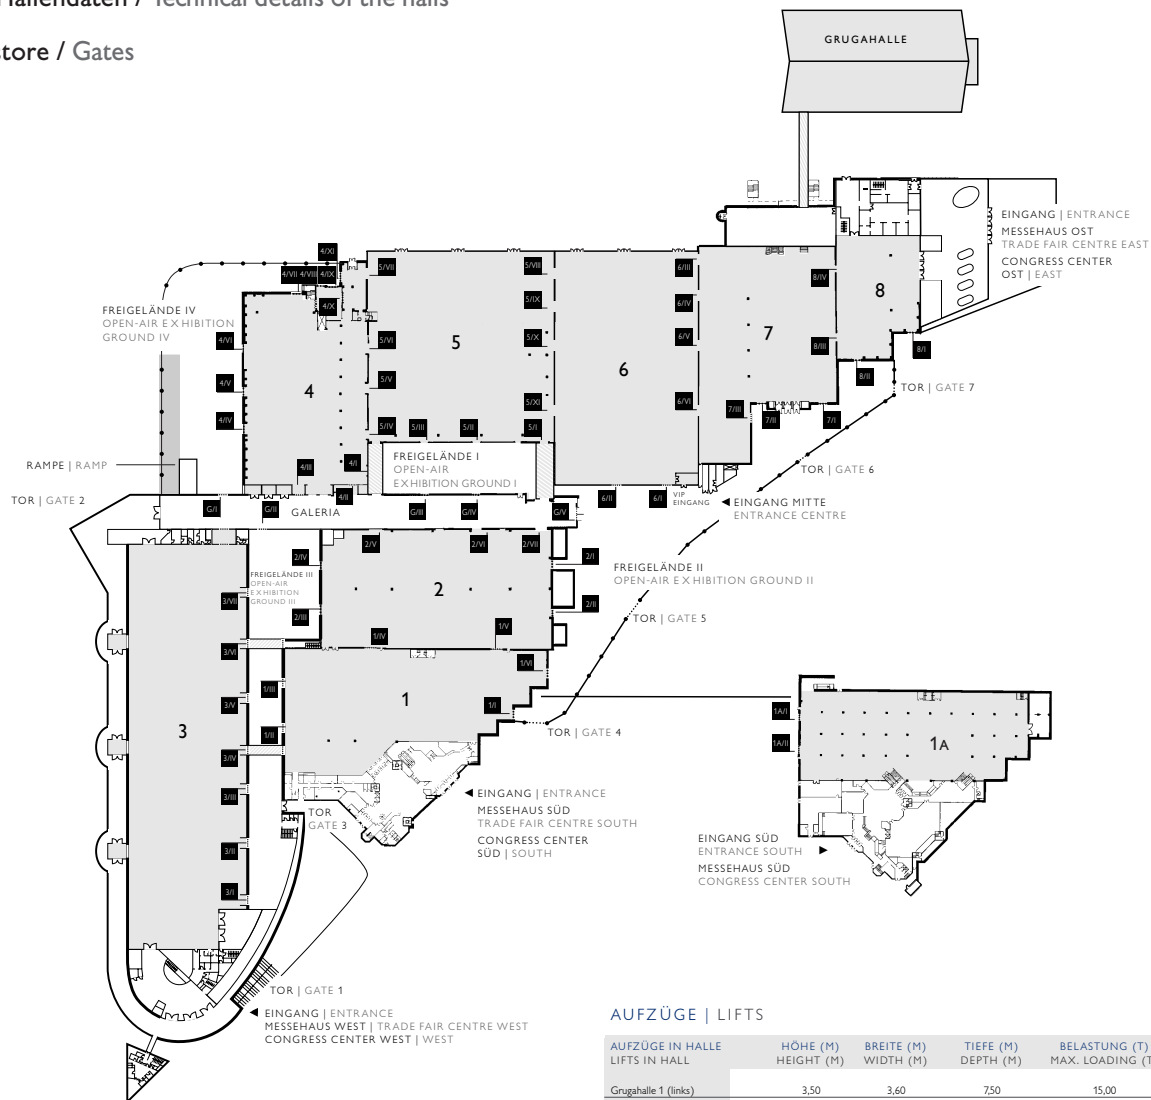 Hallendaten / Technical details of the halls
store / Gates
GRUGAHALLE
EINGANG | ENTRANCE
MESSEHAUS OST
TRADE FAIR CENTRE EAST
CONGRESS CENTER
OST | EAST
4/XI
4/VII 4/VIII 4/IX
4/X
5/VII
5/VIII
6/III
8/IV
8
FREIGELÄNDE IV
OPEN-AIR EXHIBITION
GROUND IV
5/IX
6/IV
4/VI
5/VI
5
5/X
6/V
7
8/III
8/I
4/V
4
5/V
6
8/II
TOR | GATE 7
4/IV
5/IV
5/III
5/II
5/XI
5/I
6/VI
7/III
7/II
7/I
RAMPE | RAMP
4/III
4/I
FREIGELÄNDE I
OPEN-AIR
EXHIBITION GROUND I
TOR | GATE 6
TOR | GATE 2
G/I
G/II
4/II
GALERIA
G/III
G/IV
G/V
6/II
6/I
VIP
EINGANG
EINGANG MITTE
ENTRANCE CENTRE
2/IV
2/V
2/VI
2/VII
2/I
FREIGELÄNDE III
OPEN-AIR
EXHIBITION
GROUND III
FREIGELÄNDE II
OPEN-AIR EXHIBITION GROUND II
3/VII
2/III
2
2/II
TOR | GATE 5
1/IV
1/V
3/VI
1/VI
1/III
3/V
1
1/I
1A/I
3
1/II
TOR | GATE 4
1A/II
1A
3/IV
3/III
EINGANG | ENTRANCE
MESSEHAUS SÜD
TRADE FAIR CENTRE SOUTH
CONGRESS CENTER
SÜD | SOUTH
TOR
GATE 3
3/II
EINGANG SÜD
ENTRANCE SOUTH
MESSEHAUS SÜD
CONGRESS CENTER SOUTH
3/I
TOR | GATE 1
EINGANG | ENTRANCE
MESSEHAUS WEST | TRADE FAIR CENTRE WEST
CONGRESS CENTER WEST | WEST
AUFZÜGE | LIFTS
AUFZÜGE IN HALLE HÖHE (M) BREITE (M) TIEFE (M) BELASTUNG (T)
LIFTS IN HALL HEIGHT (M) WIDTH (M) DEPTH (M) MAX. LOADING (T
Grugahalle 1 (links) 3,50 3,60 7,50 15,00